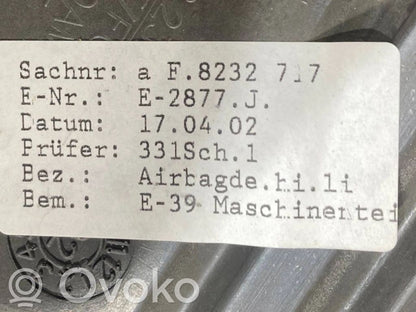 Sachnr: a F.8232 717
E-Nr.: E-2877.J.
Datum: 17.04.02
Prüfer: 331Sch.1
Bez.: Airbagde.hi.li
Bem.: E-39 Maschinentei
Ovoko